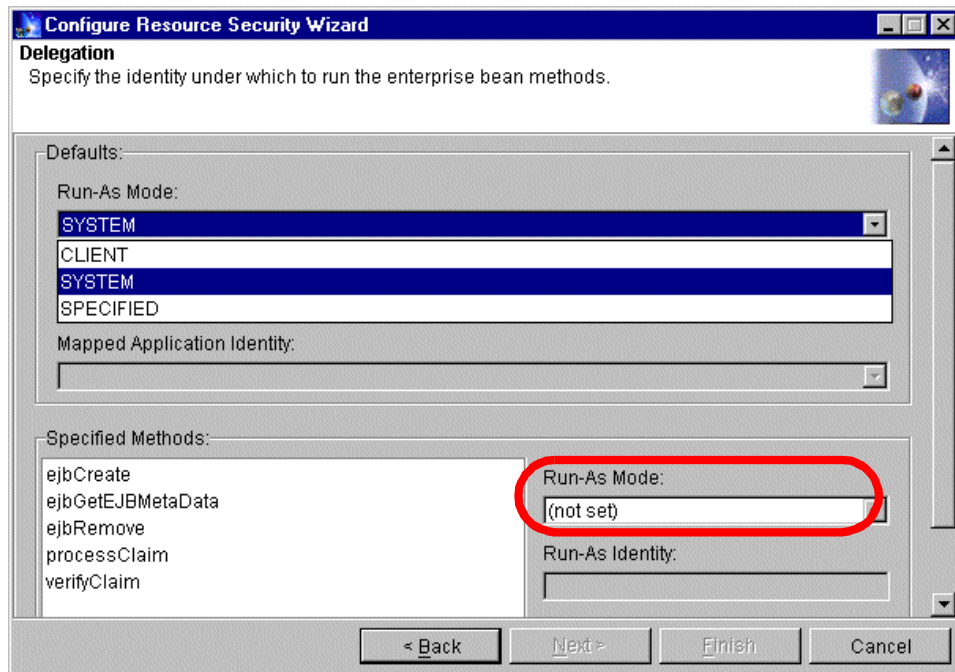 Configure Resource Security Wizard
Delegation
Specify the identity under which to run the enterprise bean methods.
Defaults:
Run-As Mode:
SYSTEM
CLIENT
SYSTEM
SPECIFIED
Mapped Application Identity:
Specified Methods:
ejbCreate
ejbGetEJBMetaData
ejbRemove
processClaim
verifyClaim
Run-As Mode:
(not set)
Run-As Identity:
< Back
Next >
Finish
Cancel